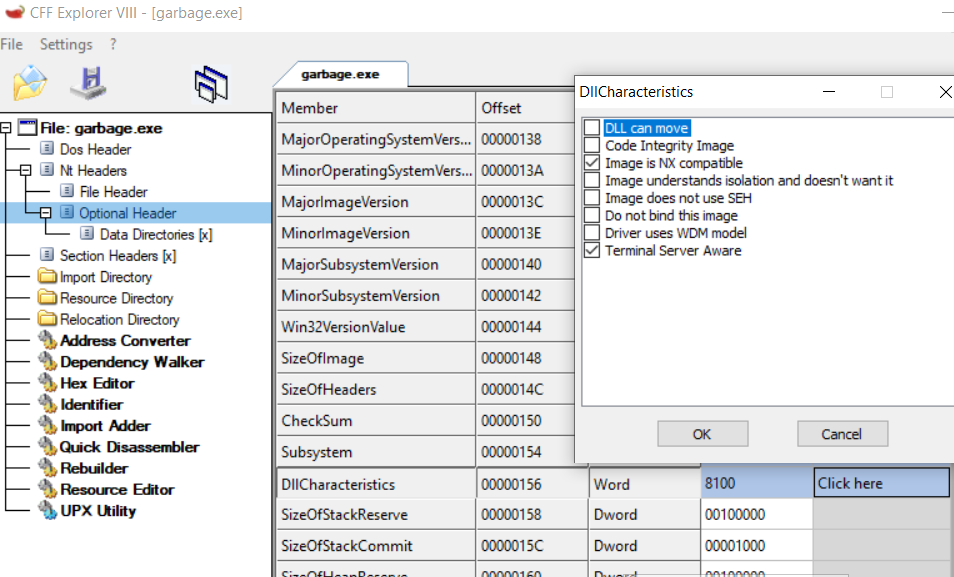 CFF Explorer VIII - [garbage.exe]
File Settings ?
File: garbage.exe
Dos Header
Nt Headers
File Header
Optional Header
Data Directories [x]
Section Headers [x]
Import Directory
Resource Directory
Relocation Directory
Address Converter
Dependency Walker
Hex Editor
Identifier
Import Adder
Quick Disassembler
Rebuilder
Resource Editor
UPX Utility
garbage.exe
Member Offset
MajorOperatingSystemVers... 00000138
MinorOperatingSystemVers... 0000013A
MajorImageVersion 0000013C
MinorImageVersion 0000013E
MajorSubsystemVersion 00000140
MinorSubsystemVersion 00000142
Win32VersionValue 00000144
SizeOfImage 00000148
SizeOfHeaders 0000014C
CheckSum 00000150
Subsystem 00000154
DllCharacteristics 00000156 Word 8100 Click here
SizeOfStackReserve 00000158 Dword 00100000
SizeOfStackCommit 0000015C Dword 00001000
SizeOfHeapReserve 00000160 Dword 00100000
DllCharacteristics
DLL can move
Code Integrity Image
Image is NX compatible
Image understands isolation and doesn't want it
Image does not use SEH
Do not bind this image
Driver uses WDM model
Terminal Server Aware
OK Cancel